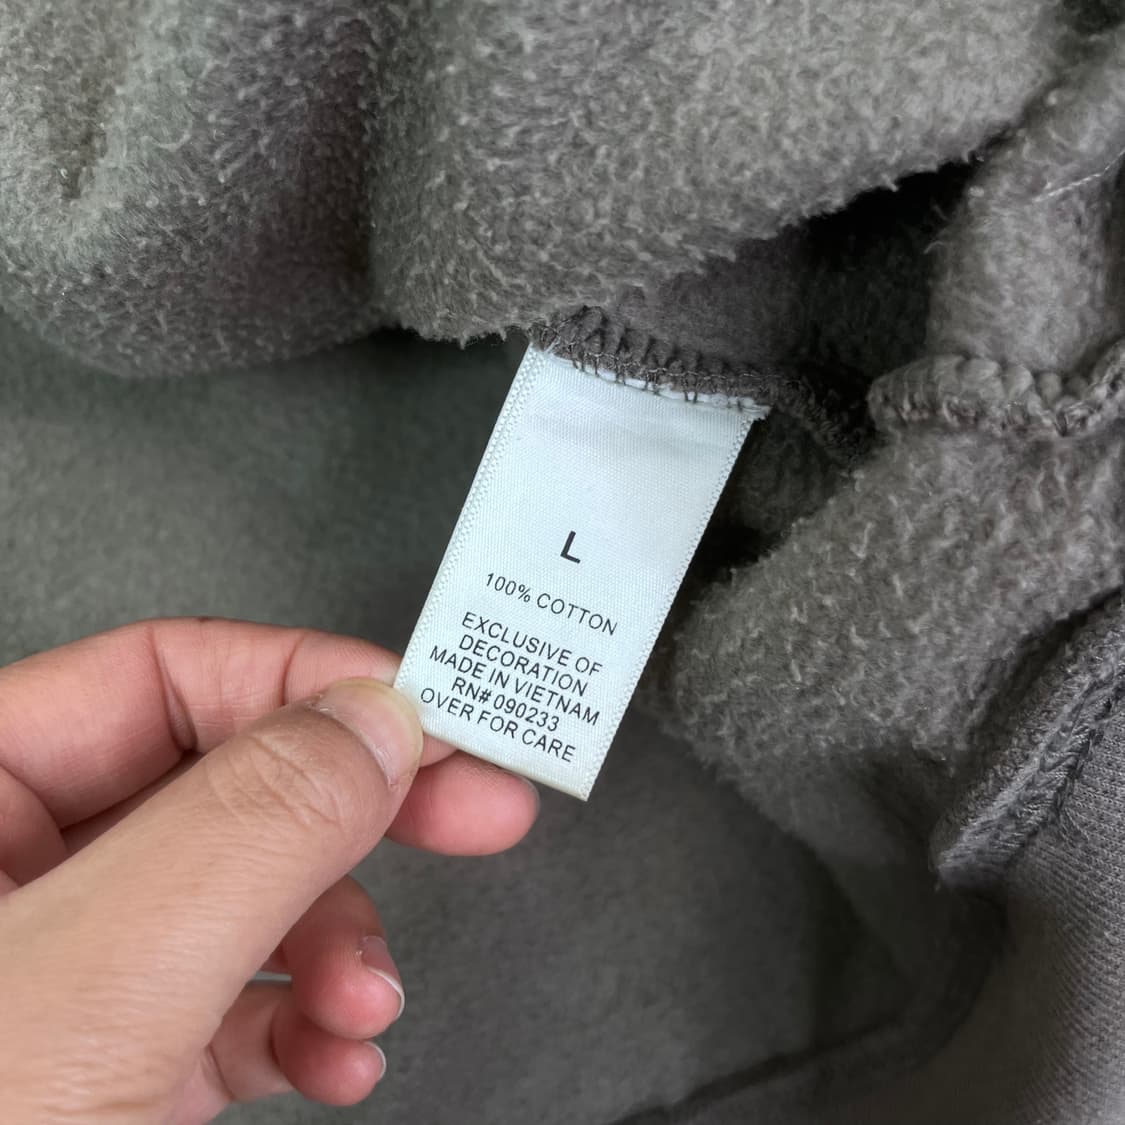 L
100% COTTON
EXCLUSIVE OF
DECORATION
MADE IN VIETNAM
RN# 090233
OVER FOR CARE